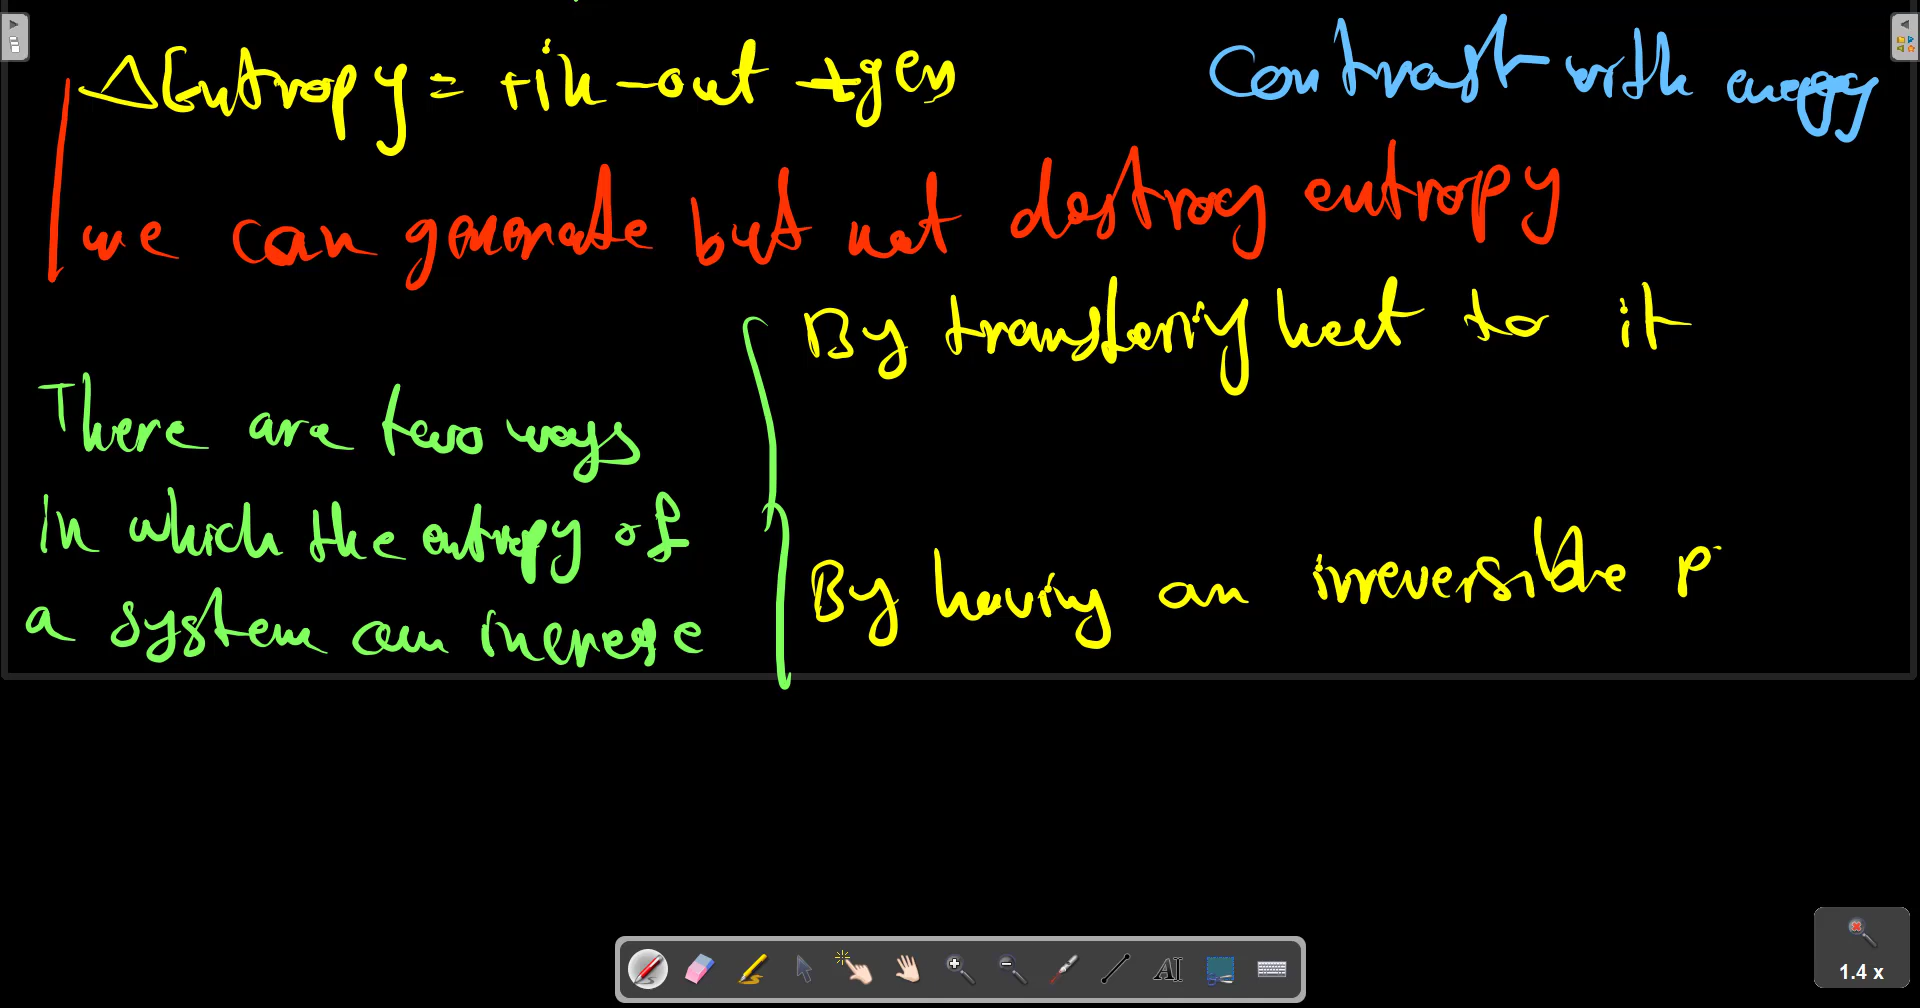 ΔEntropy = +in -out +gen
Contrast with energy
we can generate but not destroy entropy
There are two ways
in which the entropy of
a system can increase
By transferring heat to it
By having an irreversible p
1.4 x